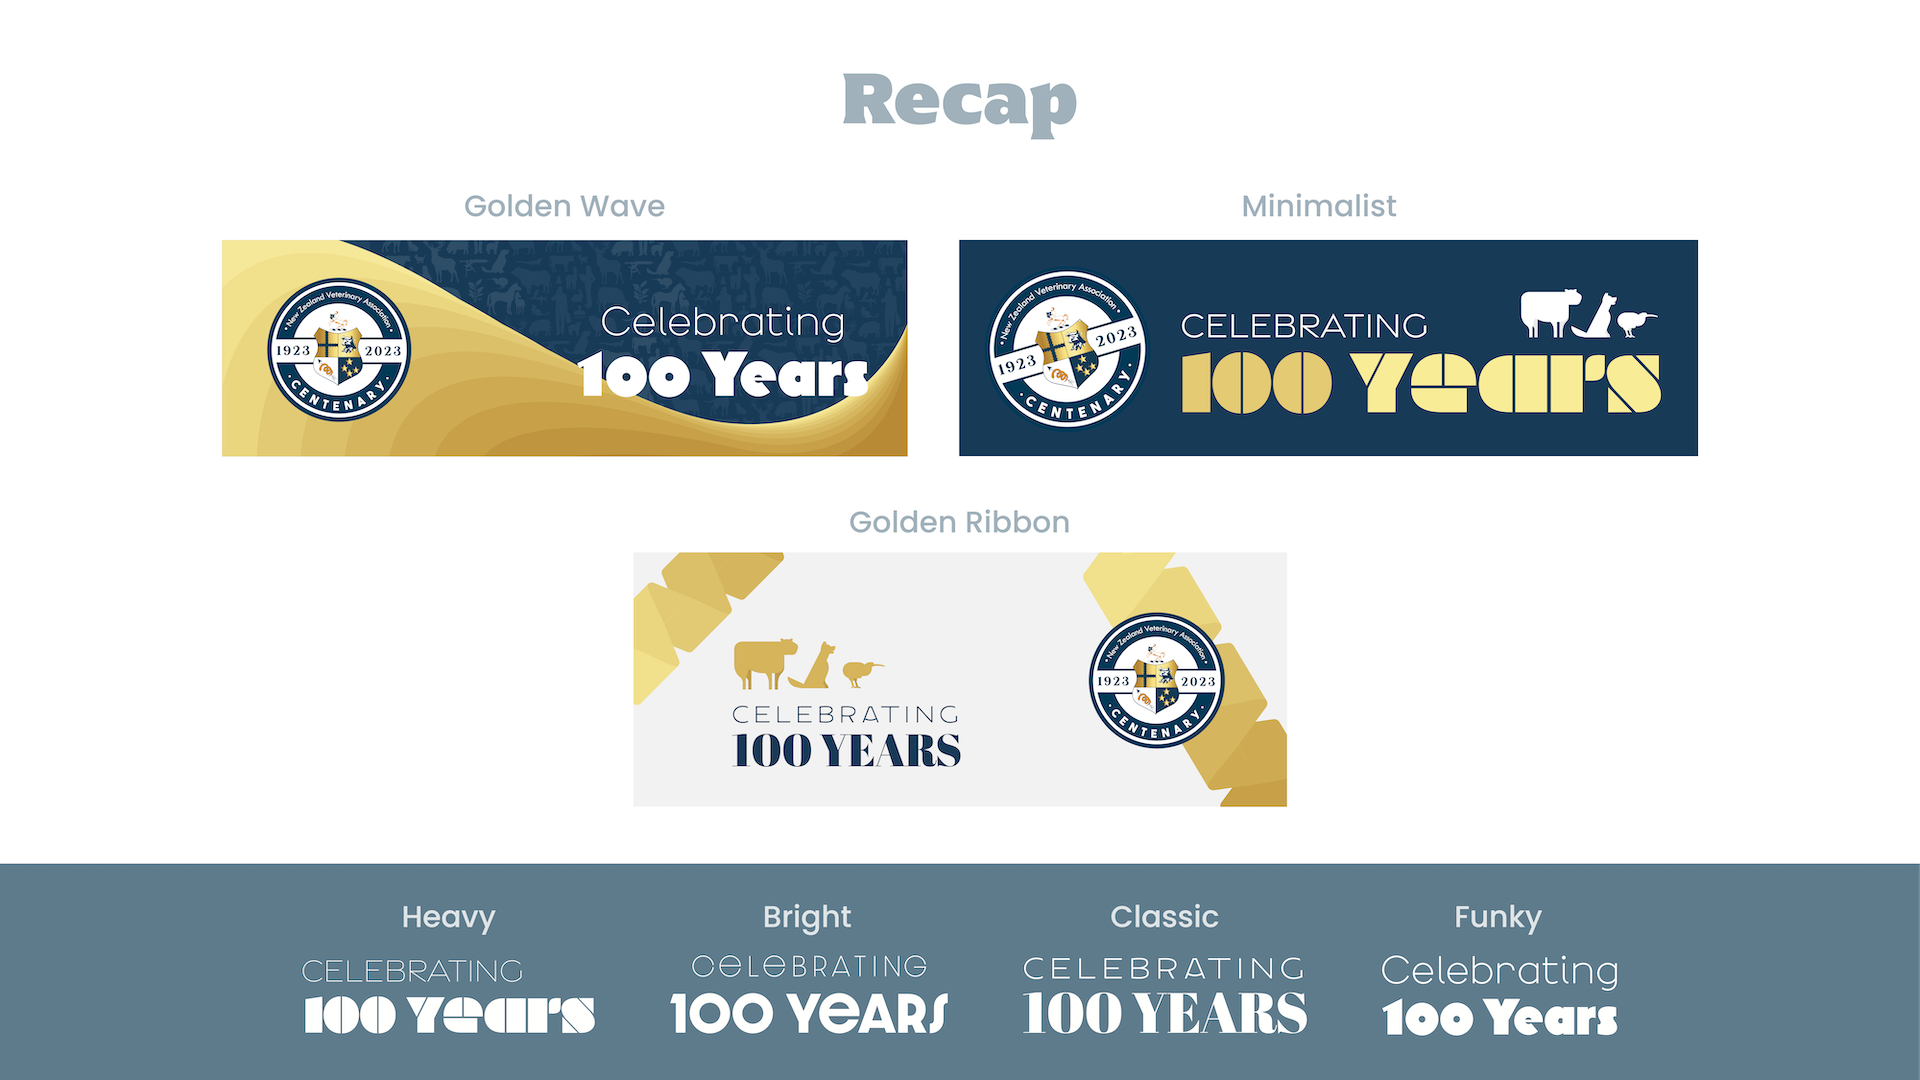 Recap
Golden Wave
Minimalist
• New Zealand Veterinary Association •
1923 2023
• CENTENARY •
Celebrating
100 Years
• New Zealand Veterinary Association •
1923 2023
• CENTENARY •
CELEBRATING
100 Years
Golden Ribbon
CELEBRATING
100 YEARS
• New Zealand Veterinary Association •
1923 2023
• CENTENARY •
Heavy
Bright
Classic
Funky
CELEBRATING
100 Years
CeLeBRATING
100 YeARS
CELEBRATING
100 YEARS
Celebrating
100 Years